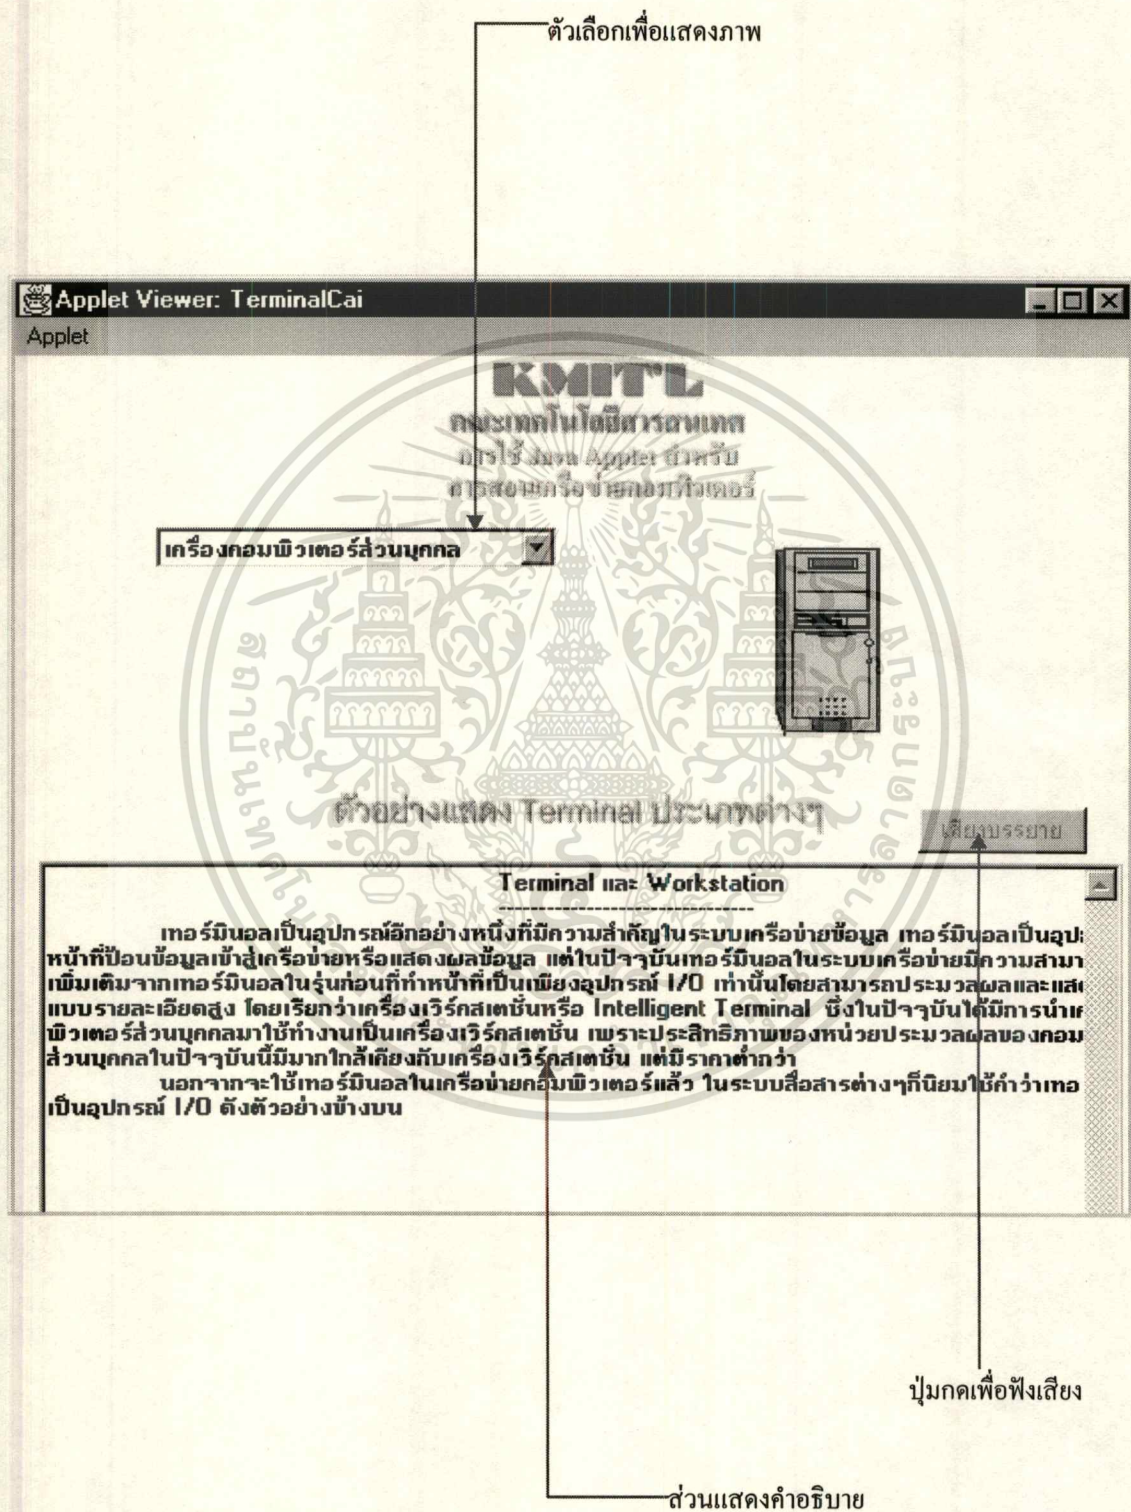 ตัวเลือกเพื่อแสดงภาพ
Applet Viewer: TerminalCai
Applet
KMIT'L
คณะเทคโนโลยีสารสนเทศ
การใช้ Java Applet สำหรับ
การสอนเครือข่ายคอมพิวเตอร์
เครื่องคอมพิวเตอร์ส่วนบุคคล
ตัวอย่างแสดง Terminal ประเภทต่างๆ
เสียงบรรยาย
Terminal และ Workstation
--------------------------------
เทอร์มินอลเป็นอุปกรณ์อีกอย่างหนึ่งที่มีความสำคัญในระบบเครือข่ายข้อมูล เทอร์มินอลเป็นอุป
หน้าที่ป้อนข้อมูลเข้าสู่เครือข่ายหรือแสดงผลข้อมูล แต่ในปัจจุบันเทอร์มินอลในระบบเครือข่ายมีความสามา
เพิ่มเติมจากเทอร์มินอลในรุ่นก่อนที่ทำหน้าที่เป็นเพียงอุปกรณ์ I/O เท่านั้นโดยสามารถประมวลผลและแส
แบบรายละเอียดสูง โดยเรียกว่าเครื่องเวิร์กสเตชั่นหรือ Intelligent Terminal ซึ่งในปัจจุบันได้มีการนำเ
พิวเตอร์ส่วนบุคคลมาใช้ทำงานเป็นเครื่องเวิร์กสเตชั่น เพราะประสิทธิภาพของหน่วยประมวลผลของคอม
ส่วนบุคคลในปัจจุบันนี้มีมากใกล้เคียงกับเครื่องเวิร์กสเตชั่น แต่มีราคาต่ำกว่า
นอกจากจะใช้เทอร์มินอลในเครือข่ายคอมพิวเตอร์แล้ว ในระบบสื่อสารต่างๆก็นิยมใช้คำว่าเทอ
เป็นอุปกรณ์ I/O ดังตัวอย่างข้างบน
ปุ่มกดเพื่อฟังเสียง
ส่วนแสดงคำอธิบาย